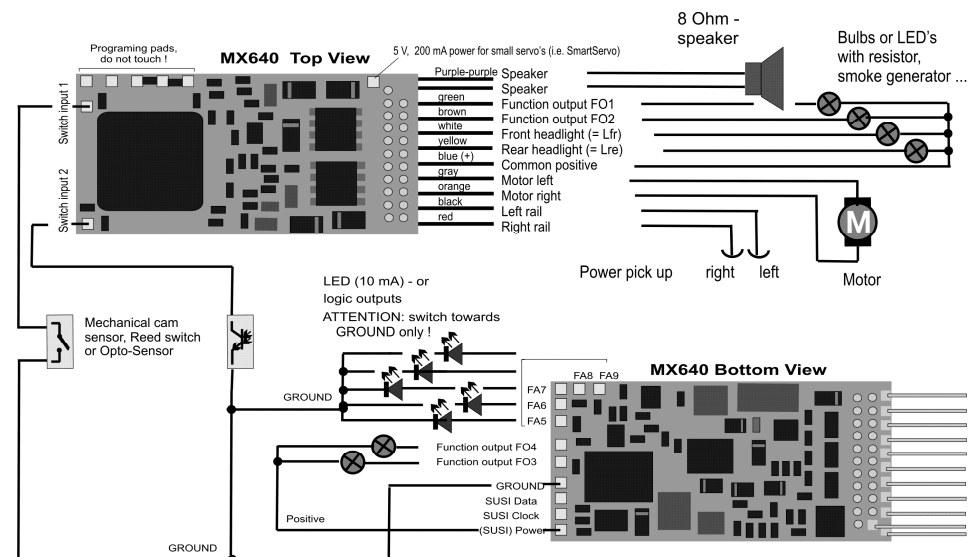 8 Ohm -
speaker
Bulbs or LED's
with resistor,
smoke generator ...
Programing pads,
do not touch !
MX640 Top View
5 V, 200 mA power for small servo's (i.e. SmartServo)
Switch input 1
Switch input 2
Purple-purple Speaker
Speaker
green Function output FO1
brown Function output FO2
white Front headlight (= Lfr)
yellow Rear headlight (= Lre)
blue (+) Common positive
gray Motor left
orange Motor right
black Left rail
red Right rail
M
Power pick up right left
Motor
LED (10 mA) - or
logic outputs
ATTENTION: switch towards
GROUND only !
Mechanical cam
sensor, Reed switch
or Opto-Sensor
MX640 Bottom View
FA8 FA9
FA7
FA6
FA5
GROUND
Function output FO4
Function output FO3
GROUND
SUSI Data
SUSI Clock
(SUSI) Power
Positive
GROUND